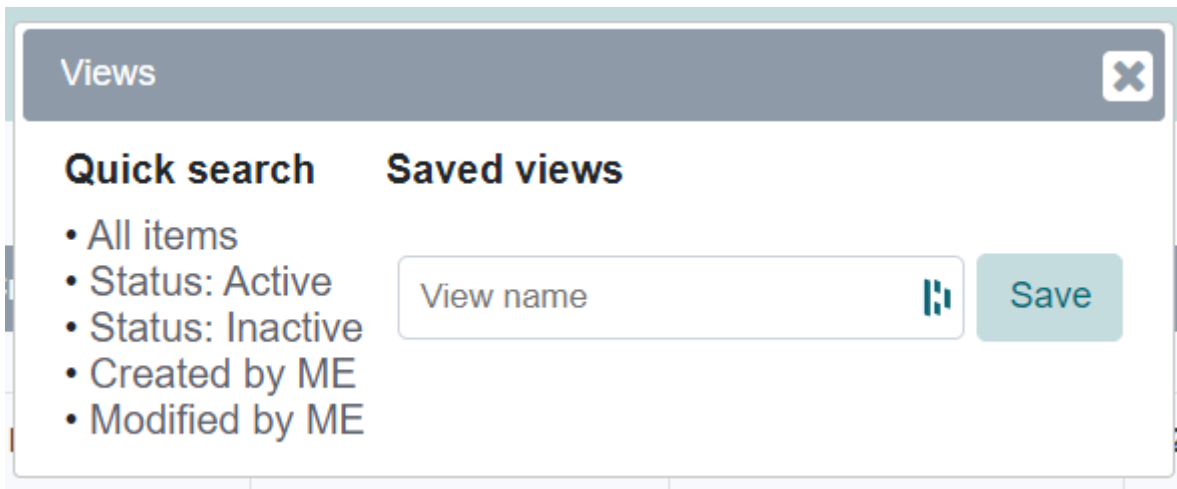 Views
Quick search
• All items
• Status: Active
• Status: Inactive
• Created by ME
• Modified by ME
Saved views
View name
Save